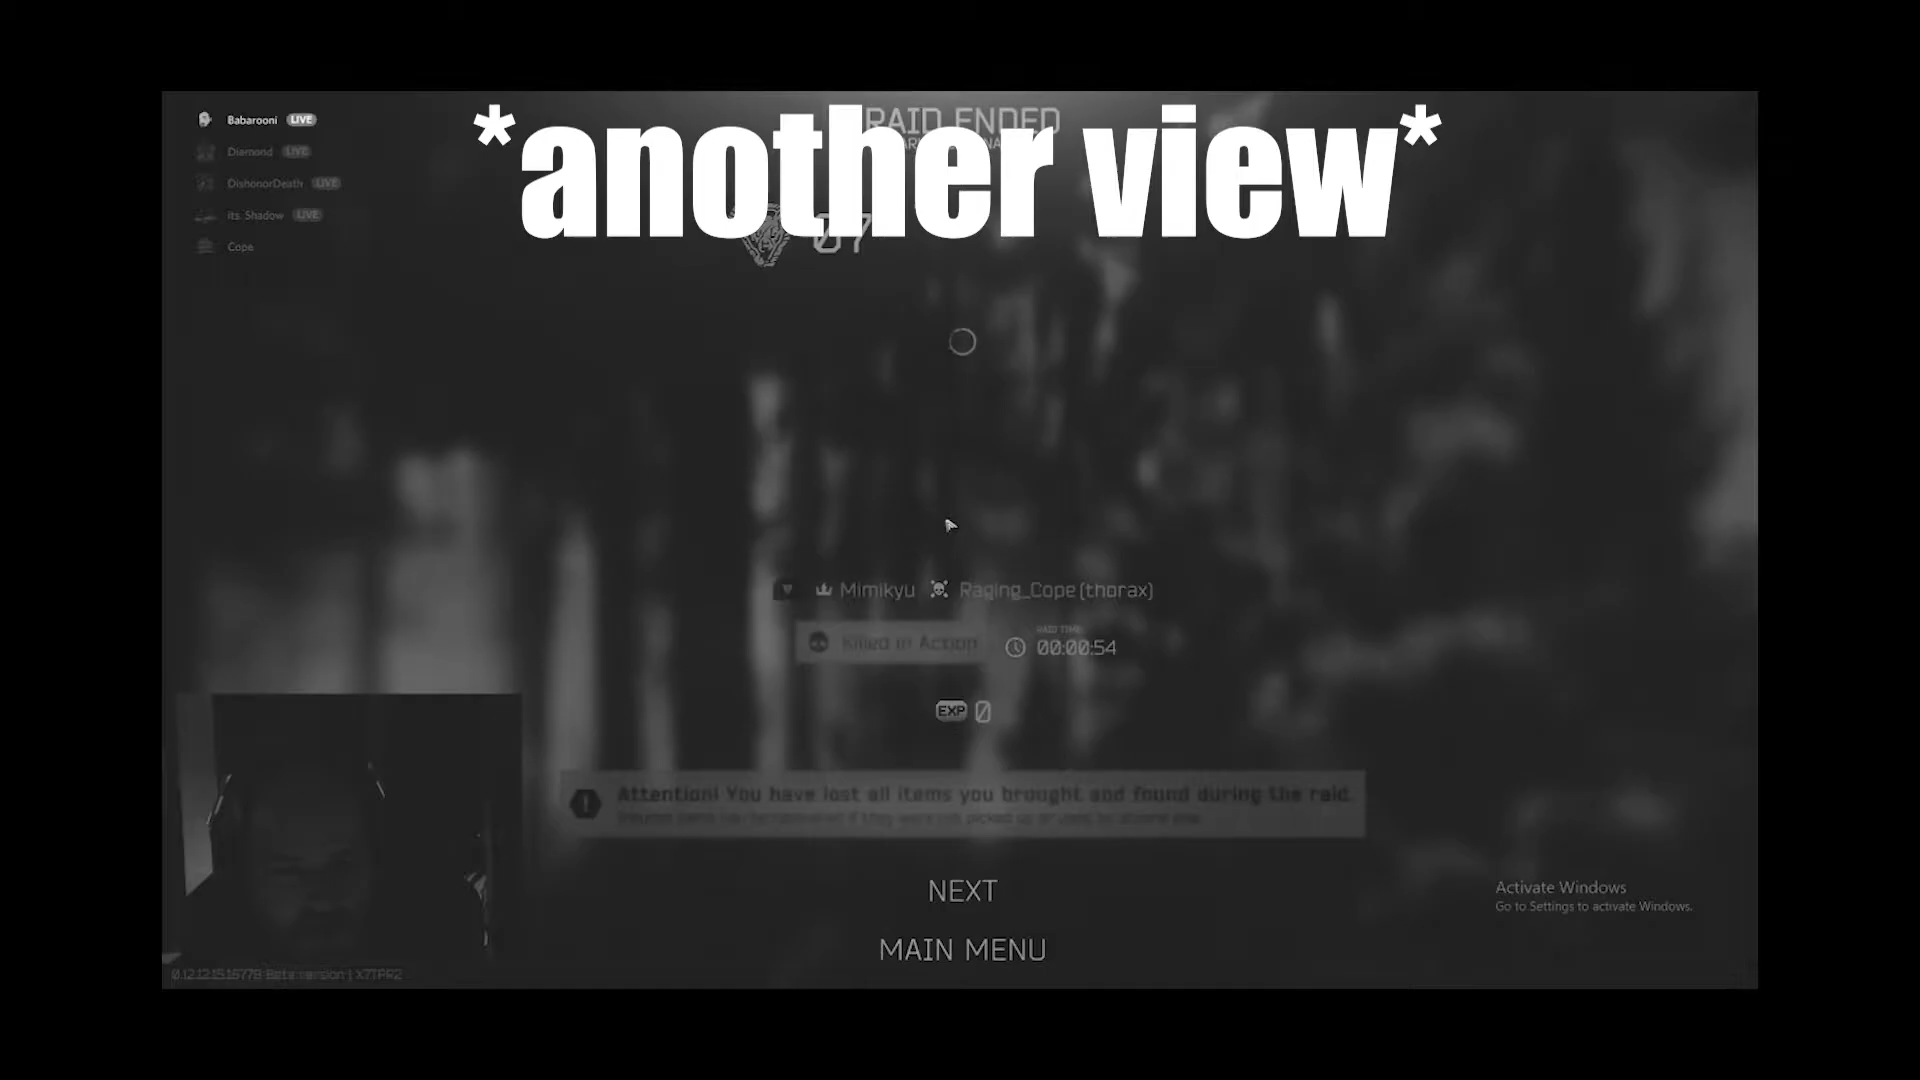 *another view*
RAID ENDED
07
Babarooni LIVE
Diamond LIVE
DishonorDeath LIVE
its. Shadow LIVE
Cope
Mimikyu Raging_Cope (thorax)
Killed in Action
RAID TIME:
00:00:54
EXP 0
Attention! You have lost all items you brought and found during the raid.
NEXT
MAIN MENU
Activate Windows
Go to Settings to activate Windows.